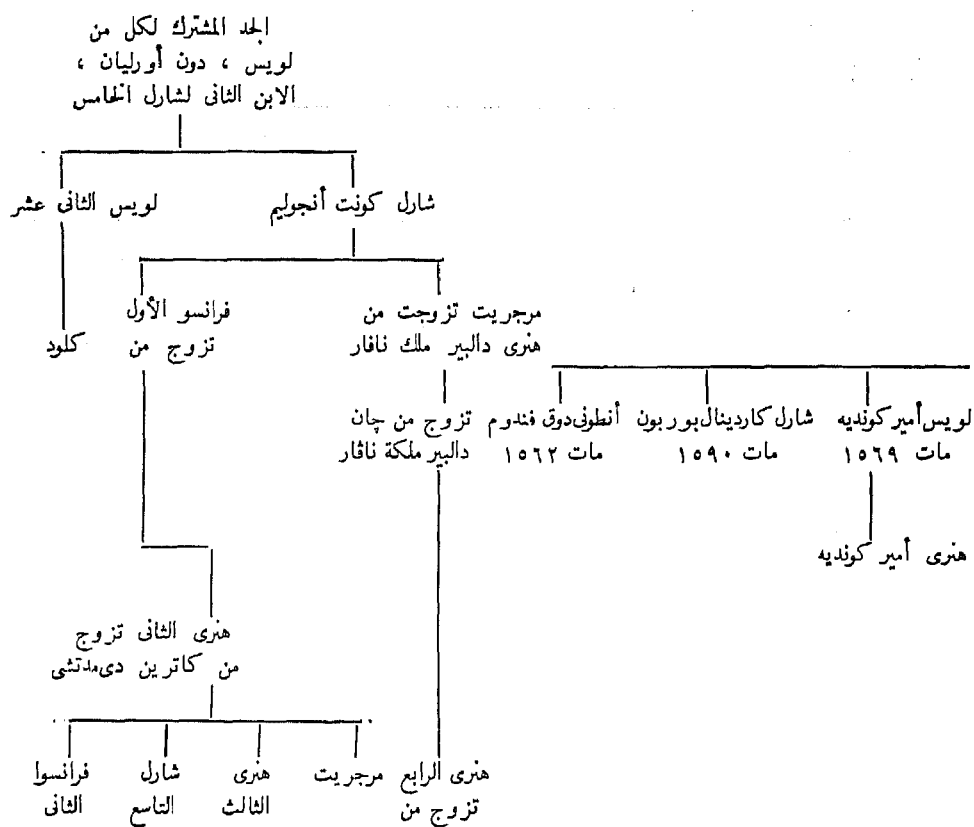 الجد المشترك لكل من
لويس ، دون أورليان ،
الابن الثانى لشارل الخامس
شارل كونت أنجوليم
لويس الثانى عشر
مرجريت تزوجت من
هنرى دالبير ملك نافار
فرانسو الأول
تزوج من
كلود
لويس أمير كونديه
مات ١٥٦٩
شارل كاردينال بوربون
مات ١٥٩٠
أنطونى دوق فندوم
مات ١٥٦٢
تزوج من چان
دالبير ملكة ناڤار
هنرى أمير كونديه
هنرى الثانى تزوج
من كاترين دى مدتشى
هنرى الرابع
تزوج من
مرجريت
هنرى
الثالث
شارل
التاسع
فرانسوا
الثانى